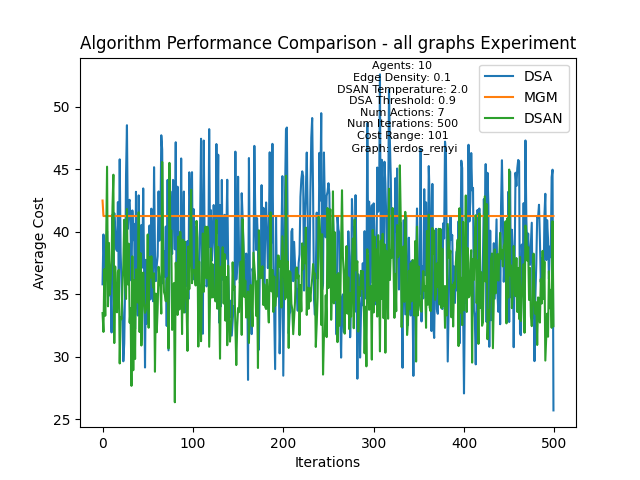 Algorithm Performance Comparison - all graphs Experiment
Agents: 10
Edge Density: 0.1
DSAN Temperature: 2.0
DSA Threshold: 0.9
Num Actions: 7
Num Iterations: 500
Cost Range: 101
Graph: erdos_renyi
DSA
MGM
DSAN
Average Cost
50
45
40
35
30
25
0
100
200
300
400
500
Iterations